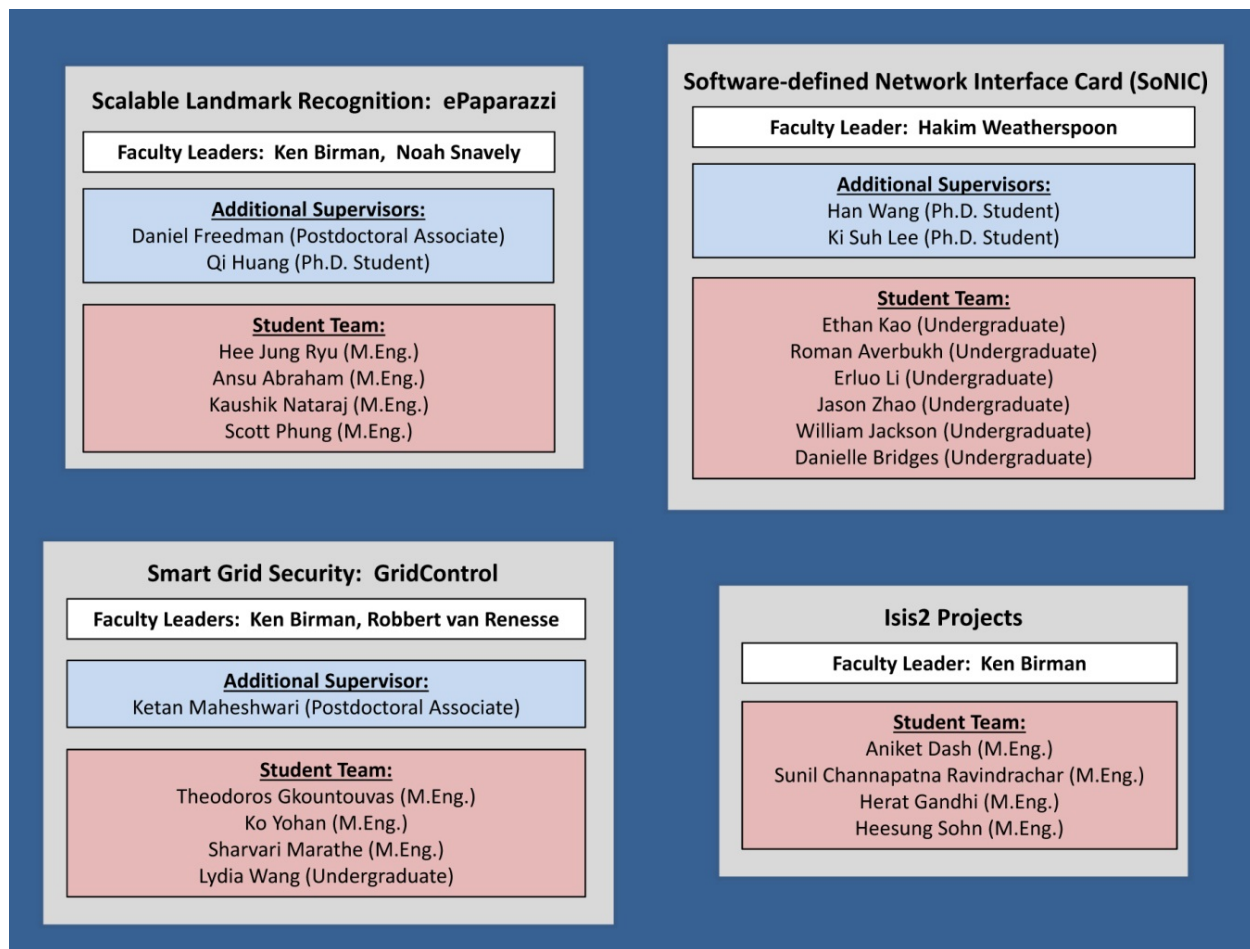 Scalable Landmark Recognition: ePaparazzi
Faculty Leaders: Ken Birman, Noah Snavely
Additional Supervisors:
Daniel Freedman (Postdoctoral Associate)
Qi Huang (Ph.D. Student)
Student Team:
Hee Jung Ryu (M.Eng.)
Ansu Abraham (M.Eng.)
Kaushik Nataraj (M.Eng.)
Scott Phung (M.Eng.)
Software-defined Network Interface Card (SoNIC)
Faculty Leader: Hakim Weatherspoon
Additional Supervisors:
Han Wang (Ph.D. Student)
Ki Suh Lee (Ph.D. Student)
Student Team:
Ethan Kao (Undergraduate)
Roman Averbukh (Undergraduate)
Erluo Li (Undergraduate)
Jason Zhao (Undergraduate)
William Jackson (Undergraduate)
Danielle Bridges (Undergraduate)
Smart Grid Security: GridControl
Faculty Leaders: Ken Birman, Robbert van Renesse
Additional Supervisor:
Ketan Maheshwari (Postdoctoral Associate)
Student Team:
Theodoros Gkountouvas (M.Eng.)
Ko Yohan (M.Eng.)
Sharvari Marathe (M.Eng.)
Lydia Wang (Undergraduate)
Isis2 Projects
Faculty Leader: Ken Birman
Student Team:
Aniket Dash (M.Eng.)
Sunil Channapatna Ravindrachar (M.Eng.)
Herat Gandhi (M.Eng.)
Heesung Sohn (M.Eng.)